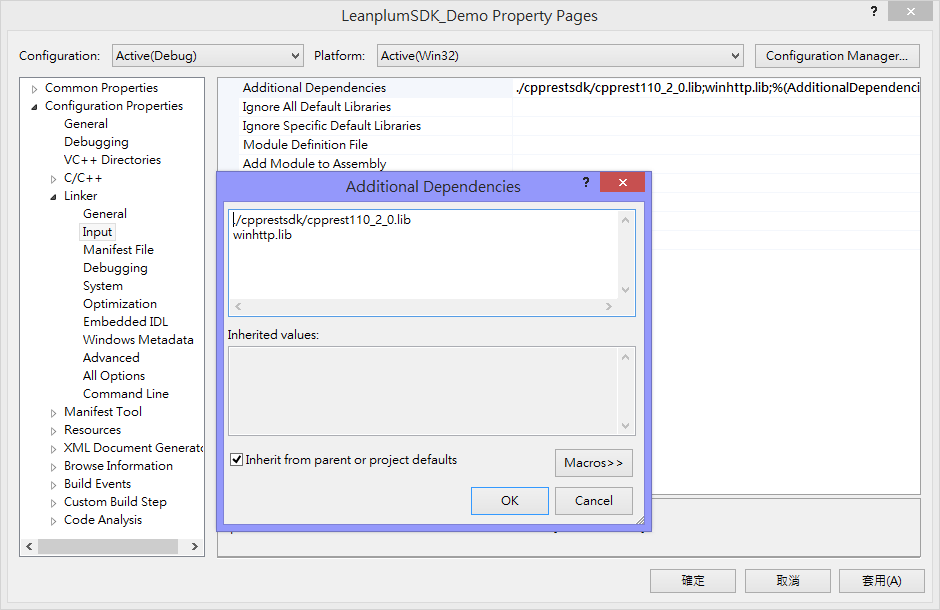 LeanplumSDK_Demo Property Pages
?
Configuration:
Active(Debug)
Platform:
Active(Win32)
Configuration Manager...
Common Properties
Configuration Properties
General
Debugging
VC++ Directories
C/C++
Linker
General
Input
Manifest File
Debugging
System
Optimization
Embedded IDL
Windows Metadata
Advanced
All Options
Command Line
Manifest Tool
Resources
XML Document Generato
Browse Information
Build Events
Custom Build Step
Code Analysis
Additional Dependencies
./cpprestsdk/cpprest110_2_0.lib;winhttp.lib;%(AdditionalDependenci
Ignore All Default Libraries
Ignore Specific Default Libraries
Module Definition File
Add Module to Assembly
Additional Dependencies
?
./cpprestsdk/cpprest110_2_0.lib
winhttp.lib
Inherited values:
Inherit from parent or project defaults
Macros>>
OK
Cancel
確定
取消
套用(A)